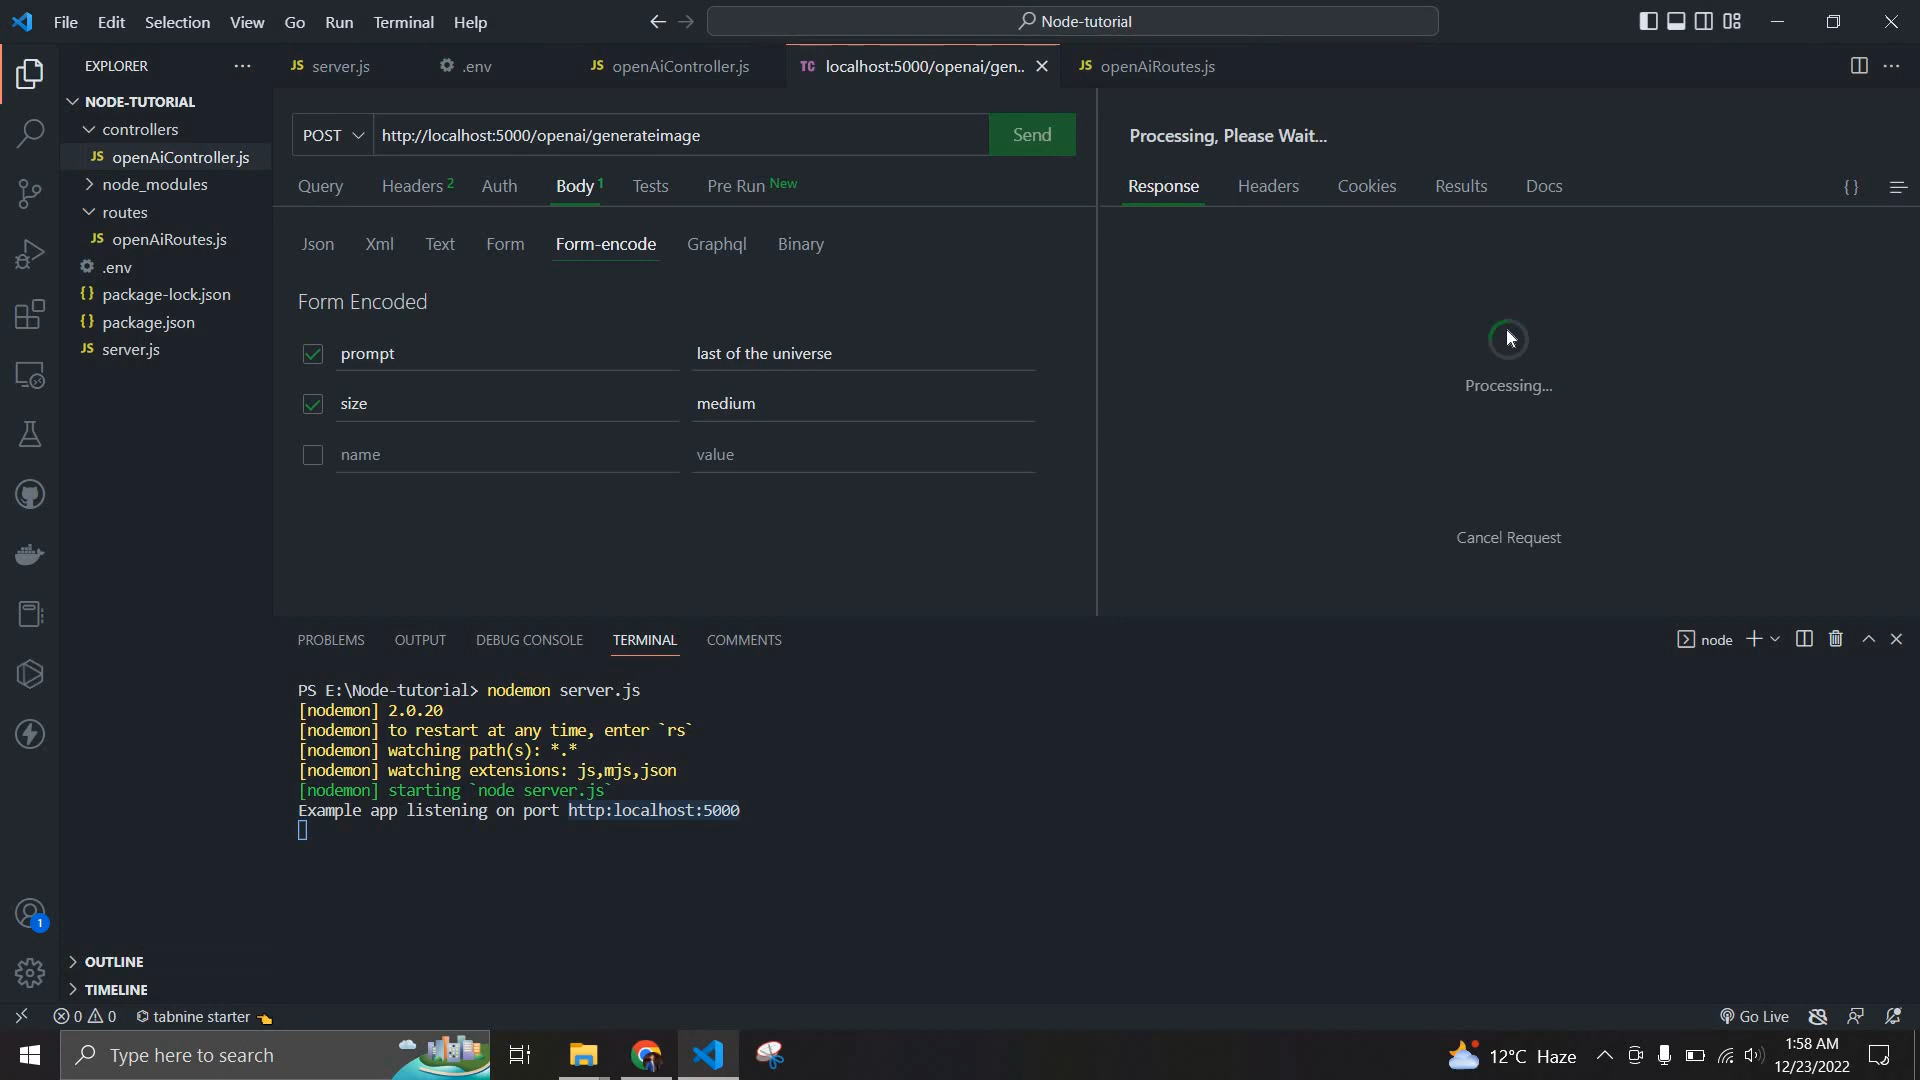 File Edit Selection View Go Run Terminal Help
Node-tutorial
EXPLORER
JS server.js
.env
JS openAiController.js
TC localhost:5000/openai/gen..
JS openAiRoutes.js
NODE-TUTORIAL
controllers
JS openAiController.js
node_modules
routes
JS openAiRoutes.js
.env
{} package-lock.json
{} package.json
JS server.js
POST
http://localhost:5000/openai/generateimage
Send
Query Headers 2 Auth Body 1 Tests Pre Run New
Json Xml Text Form Form-encode Graphql Binary
Form Encoded
prompt last of the universe
size medium
name value
Processing, Please Wait...
Response Headers Cookies Results Docs
{}
Processing...
Cancel Request
PROBLEMS OUTPUT DEBUG CONSOLE TERMINAL COMMENTS
node
PS E:\Node-tutorial> nodemon server.js
[nodemon] 2.0.20
[nodemon] to restart at any time, enter `rs`
[nodemon] watching path(s): *.*
[nodemon] watching extensions: js,mjs,json
[nodemon] starting `node server.js`
Example app listening on port http:localhost:5000
1
OUTLINE
TIMELINE
0 0 tabnine starter
Go Live
Type here to search
12°C Haze
1:58 AM
12/23/2022